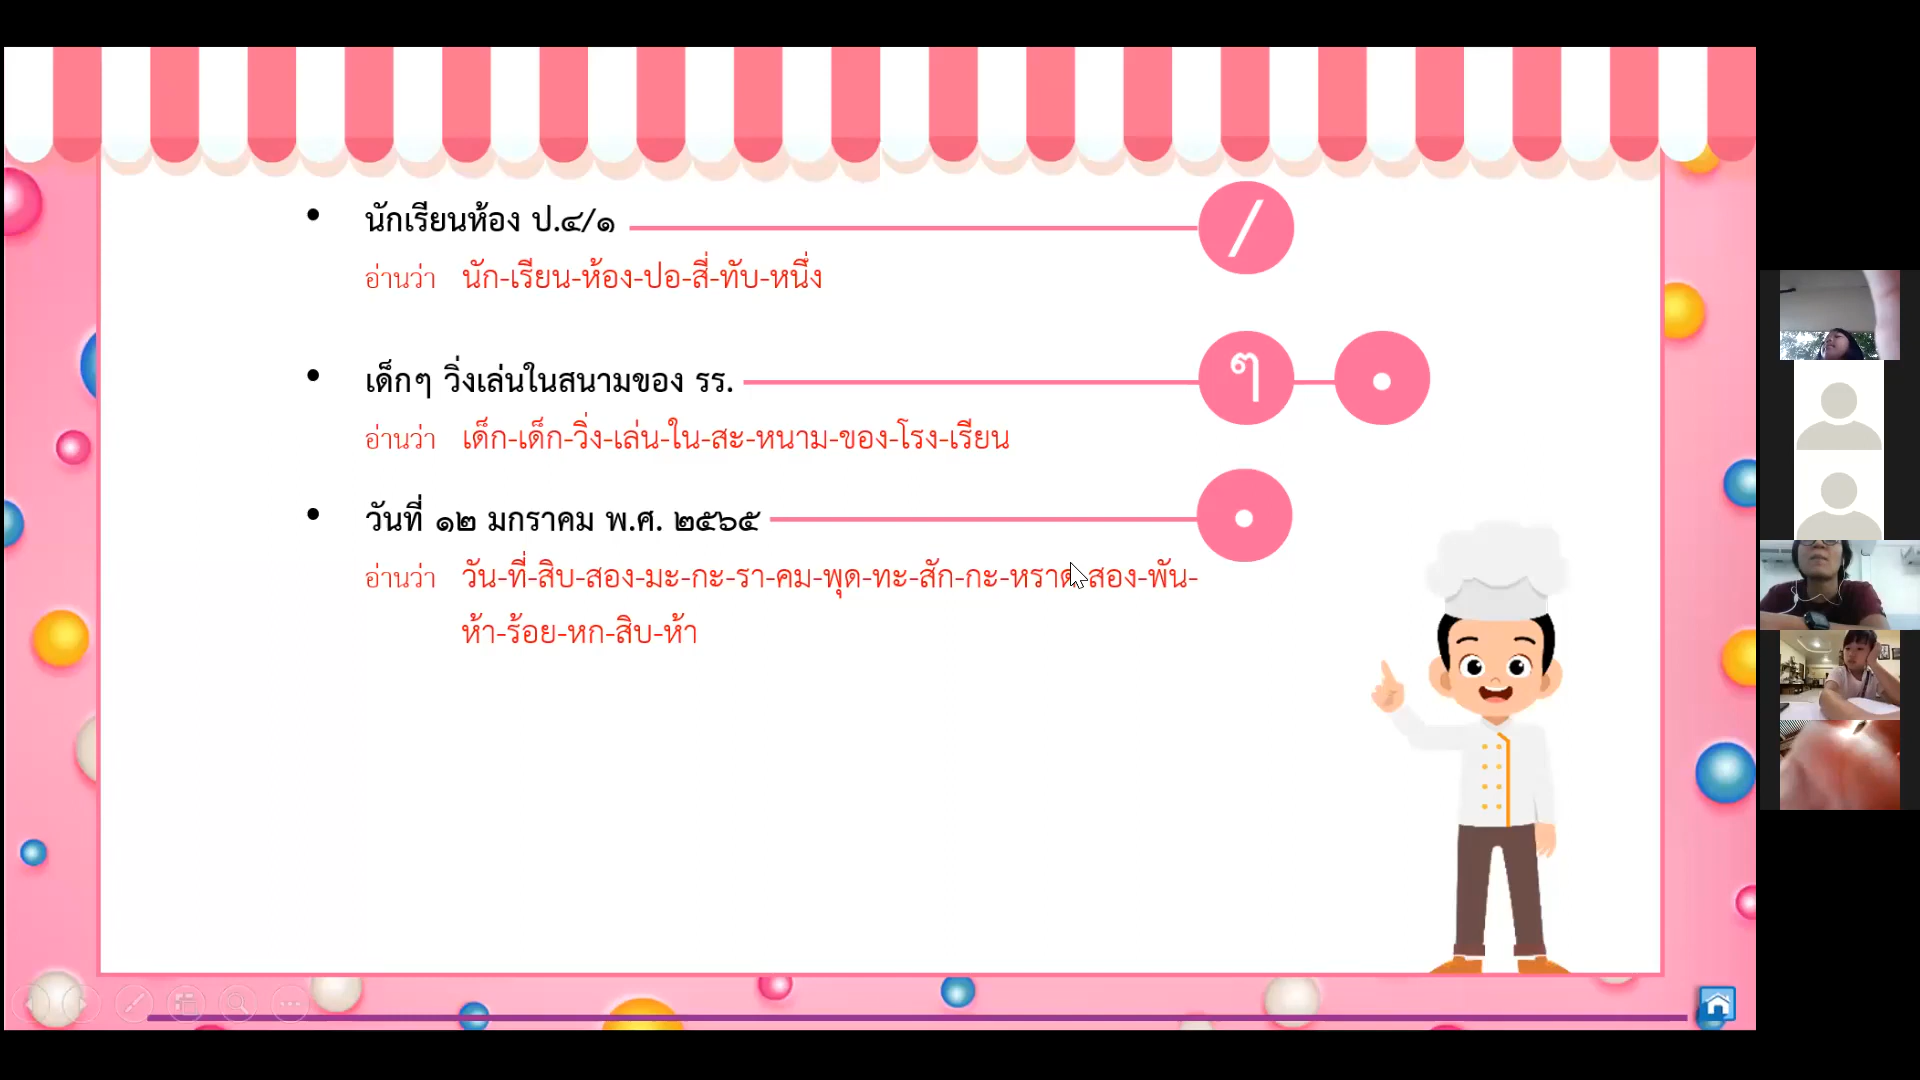 • นักเรียนห้อง ป.๔/๑ /
อ่านว่า นัก-เรียน-ห้อง-ปอ-สี่-ทับ-หนึ่ง
• เด็กๆ วิ่งเล่นในสนามของ รร. ๆ .
อ่านว่า เด็ก-เด็ก-วิ่ง-เล่น-ใน-สะ-หนาม-ของ-โรง-เรียน
• วันที่ ๑๒ มกราคม พ.ศ. ๒๕๖๕ .
อ่านว่า วัน-ที่-สิบ-สอง-มะ-กะ-รา-คม-พุด-ทะ-สัก-กะ-หราด-สอง-พัน-
ห้า-ร้อย-หก-สิบ-ห้า